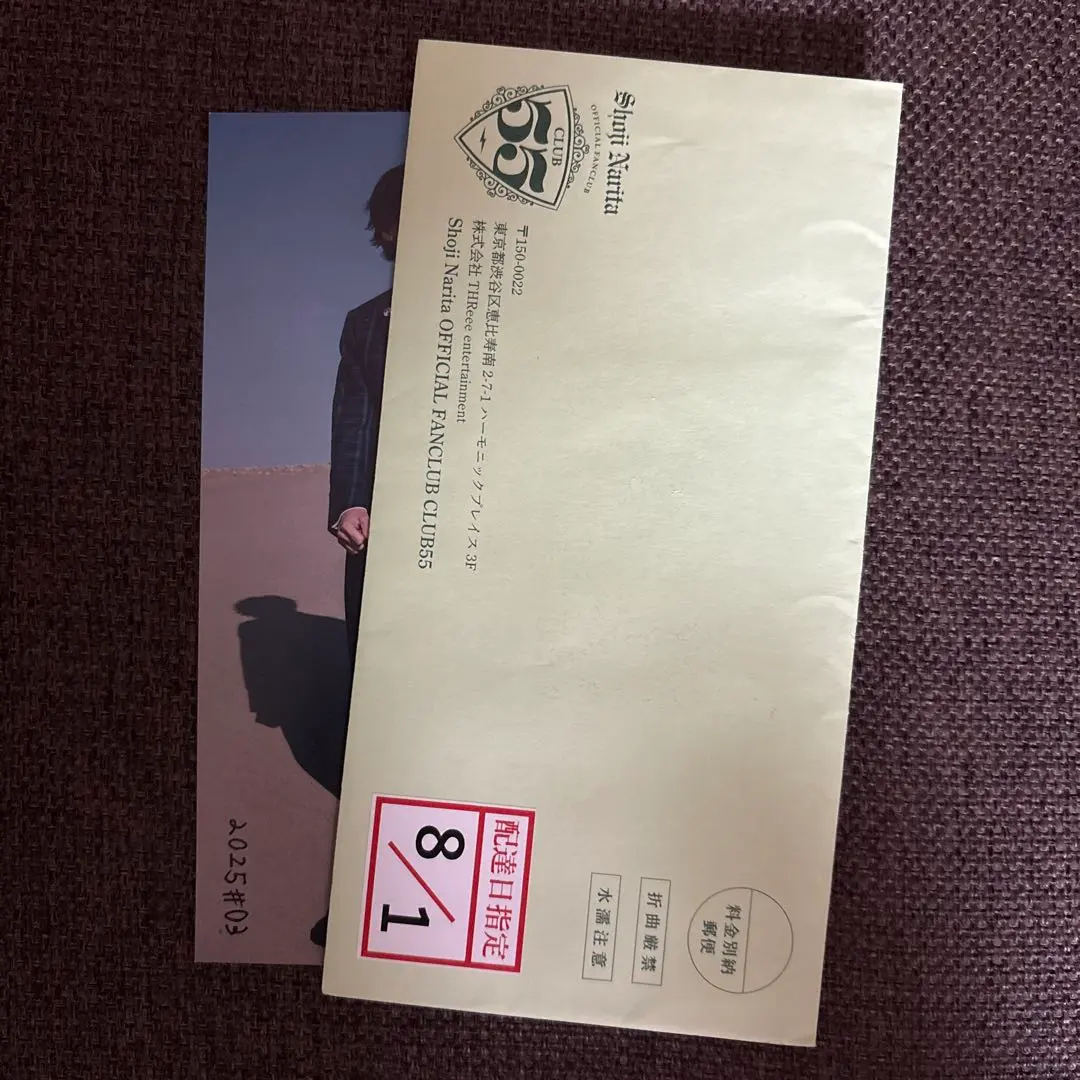 Shoji Narita
OFFICIAL FANCLUB
CLUB
55
〒150-0022
東京都渋谷区恵比寿南 2-7-1 ハーモニックプレイス 3F
株式会社 THReee entertainment
Shoji Narita OFFICIAL FANCLUB CLUB55
料金別納
郵便
折曲厳禁
水濡注意
配達日指定
8/1
2025#03